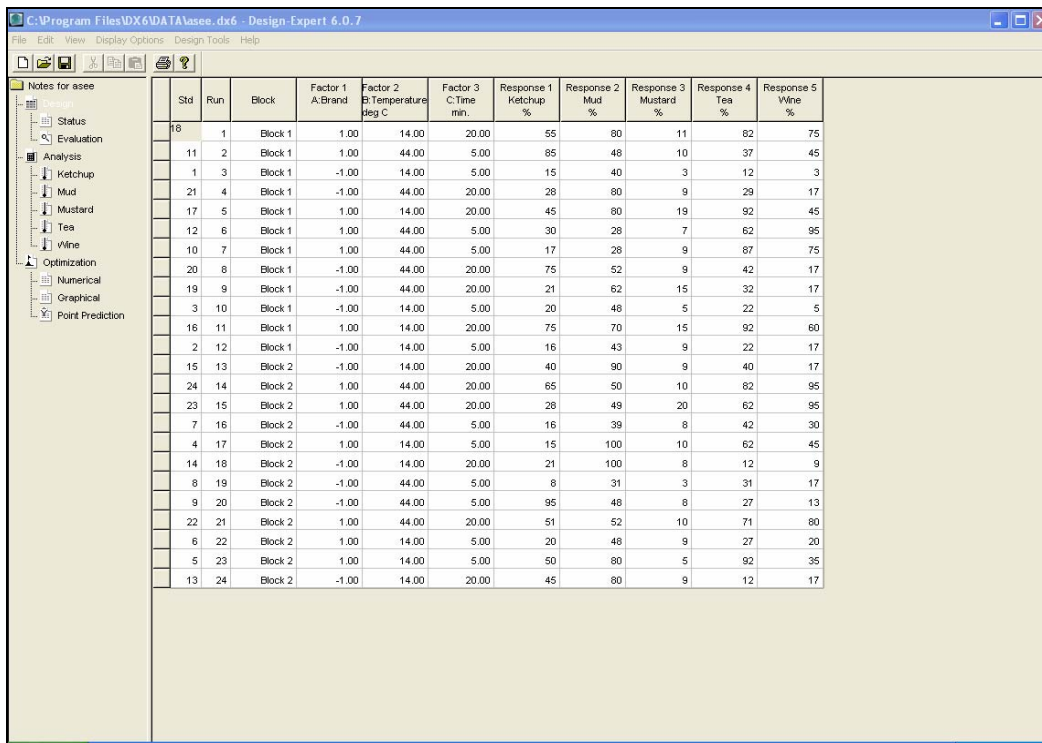 C:\Program Files\DX6\DATA\asee.dx6 - Design-Expert 6.0.7
File Edit View Display Options Design Tools Help
Notes for asee
Design
Status
Evaluation
Analysis
Ketchup
Mud
Mustard
Tea
Wine
Optimization
Numerical
Graphical
Point Prediction
Std Run Block Factor 1 A:Brand Factor 2 B:Temperature deg C Factor 3 C:Time min. Response 1 Ketchup % Response 2 Mud % Response 3 Mustard % Response 4 Tea % Response 5 Wine %
18 1 Block 1 1.00 14.00 20.00 55 80 11 82 75
11 2 Block 1 1.00 44.00 5.00 85 48 10 37 45
1 3 Block 1 -1.00 14.00 5.00 15 40 3 12 3
21 4 Block 1 -1.00 44.00 20.00 28 80 9 29 17
17 5 Block 1 1.00 14.00 20.00 45 80 19 92 45
12 6 Block 1 1.00 44.00 5.00 30 28 7 62 95
10 7 Block 1 1.00 44.00 5.00 17 28 9 87 75
20 8 Block 1 -1.00 44.00 20.00 75 52 9 42 17
19 9 Block 1 -1.00 44.00 20.00 21 62 15 32 17
3 10 Block 1 -1.00 14.00 5.00 20 48 5 22 5
16 11 Block 1 1.00 14.00 20.00 75 70 15 92 60
2 12 Block 1 -1.00 14.00 5.00 16 43 9 22 17
15 13 Block 2 -1.00 14.00 20.00 40 90 9 40 17
24 14 Block 2 1.00 44.00 20.00 65 50 10 82 95
23 15 Block 2 1.00 44.00 20.00 28 49 20 62 95
7 16 Block 2 -1.00 44.00 5.00 16 39 8 42 30
4 17 Block 2 1.00 14.00 5.00 15 100 10 62 45
14 18 Block 2 -1.00 14.00 20.00 21 100 8 12 9
8 19 Block 2 -1.00 44.00 5.00 8 31 3 31 17
9 20 Block 2 -1.00 44.00 5.00 95 48 8 27 13
22 21 Block 2 1.00 44.00 20.00 51 52 10 71 80
6 22 Block 2 1.00 14.00 5.00 20 48 9 27 20
5 23 Block 2 1.00 14.00 5.00 50 80 5 92 35
13 24 Block 2 -1.00 14.00 20.00 45 80 9 12 17